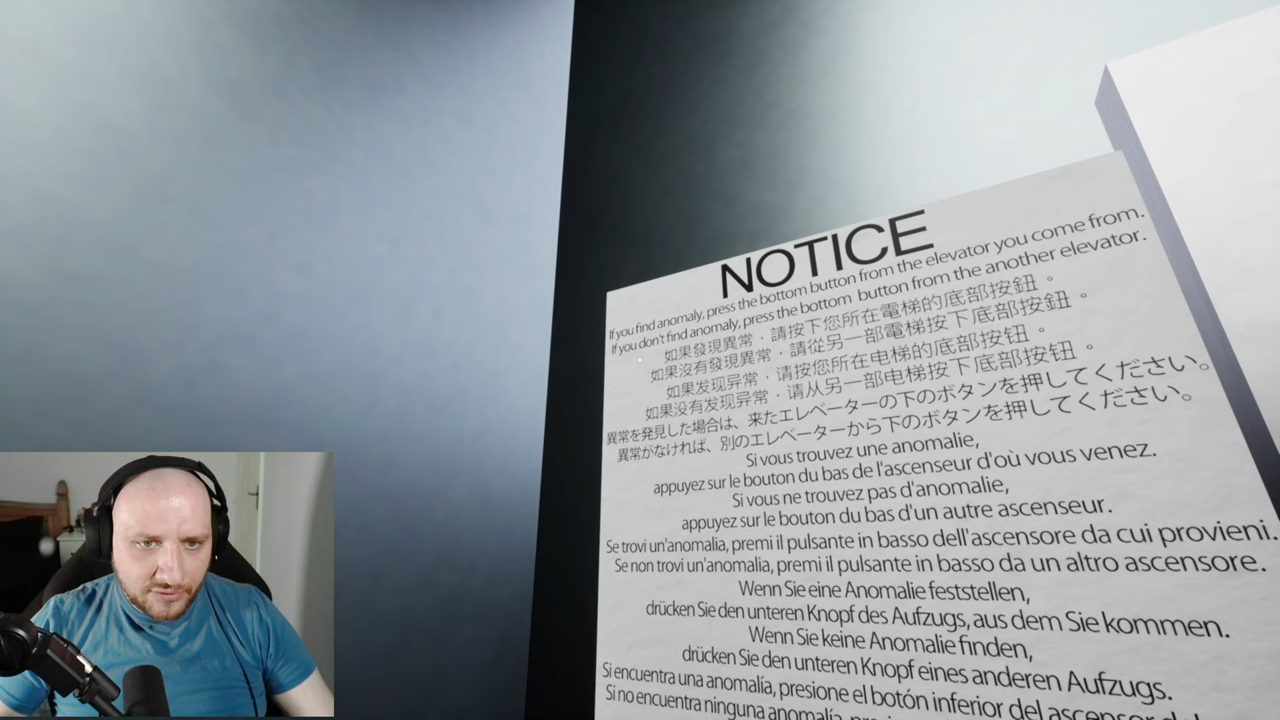 NOTICE
If you find anomaly, press the bottom button from the elevator you come from.
If you don't find anomaly, press the bottom button from the another elevator.
如果發現異常，請按下您所在電梯的底部按鈕。
如果沒有發現異常，請從另一部電梯按下底部按鈕。
如果发现异常，请按您所在电梯的底部按钮。
如果没有发现异常，请从另一部电梯按下底部按钮。
異常を発見した場合は、来たエレベーターの下のボタンを押してください。
異常がなければ、別のエレベーターから下のボタンを押してください。
Si vous trouvez une anomalie,
appuyez sur le bouton du bas de l'ascenseur d'où vous venez.
Si vous ne trouvez pas d'anomalie,
appuyez sur le bouton du bas d'un autre ascenseur.
Se trovi un'anomalia, premi il pulsante in basso dell'ascensore da cui provieni.
Se non trovi un'anomalia, premi il pulsante in basso da un altro ascensore.
Wenn Sie eine Anomalie feststellen,
drücken Sie den unteren Knopf des Aufzugs, aus dem Sie kommen.
Wenn Sie keine Anomalie finden,
drücken Sie den unteren Knopf eines anderen Aufzugs.
Si encuentra una anomalía, presione el botón inferior del ascensor del
Si no encuentra ninguna anomalía,